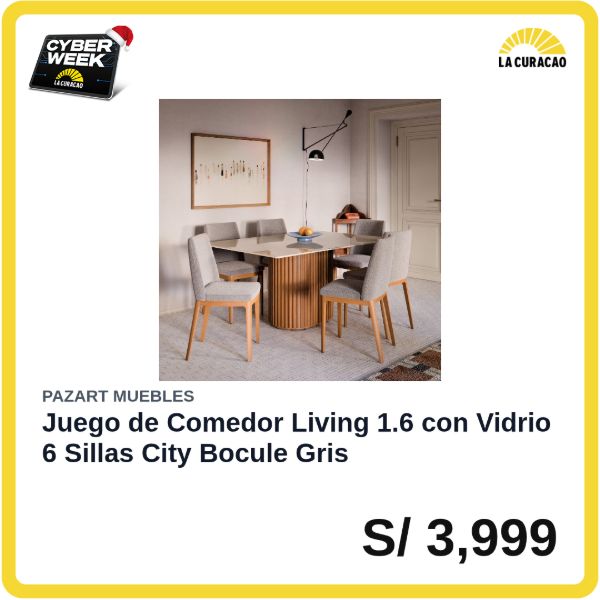 CYBER
WEEK
LA CURACAO
LA CURACAO
PAZART MUEBLES
Juego de Comedor Living 1.6 con Vidrio
6 Sillas City Bocule Gris
S/ 3,999